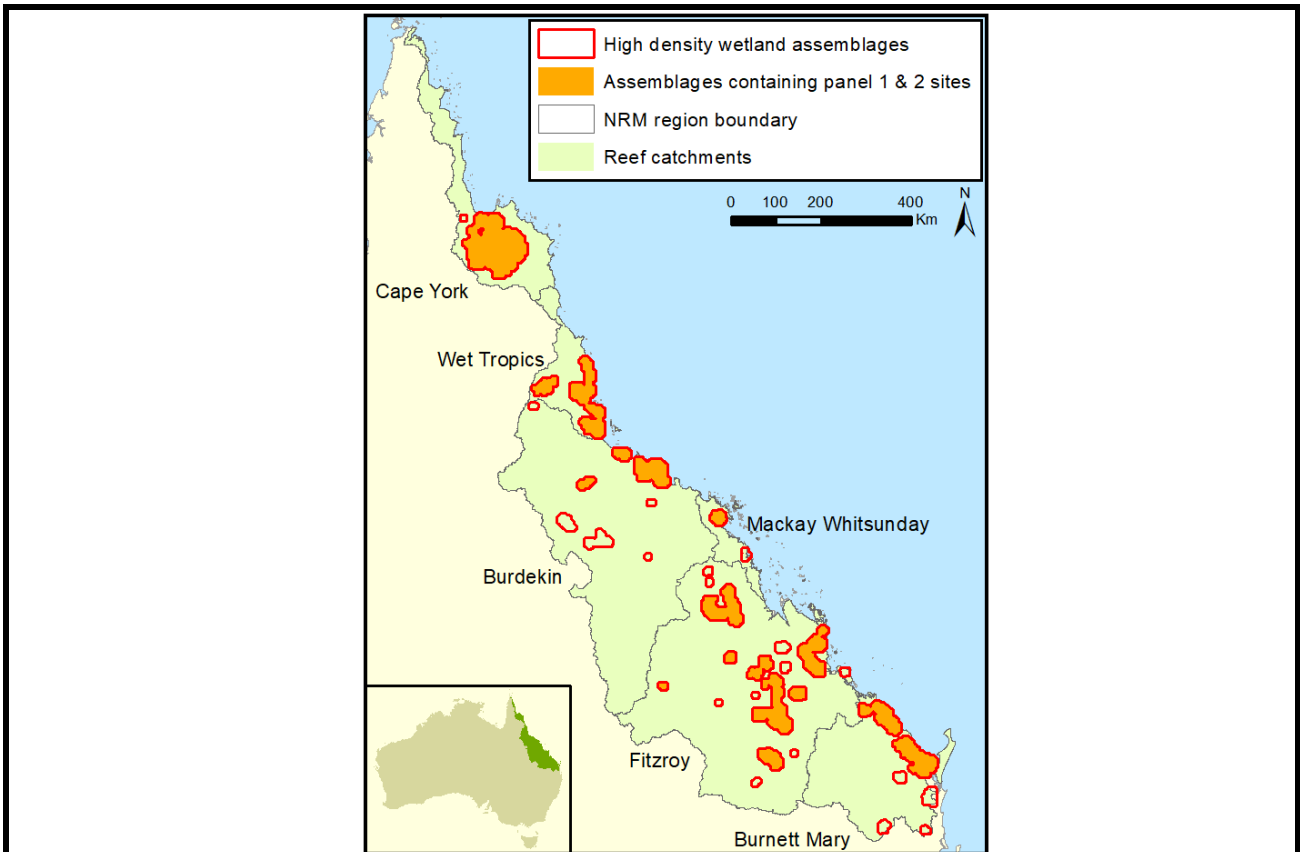 High density wetland assemblages
Assemblages containing panel 1 & 2 sites
NRM region boundary
Reef catchments
0 100 200 400
Km
N
Cape York
Wet Tropics
Mackay Whitsunday
Burdekin
Fitzroy
Burnett Mary